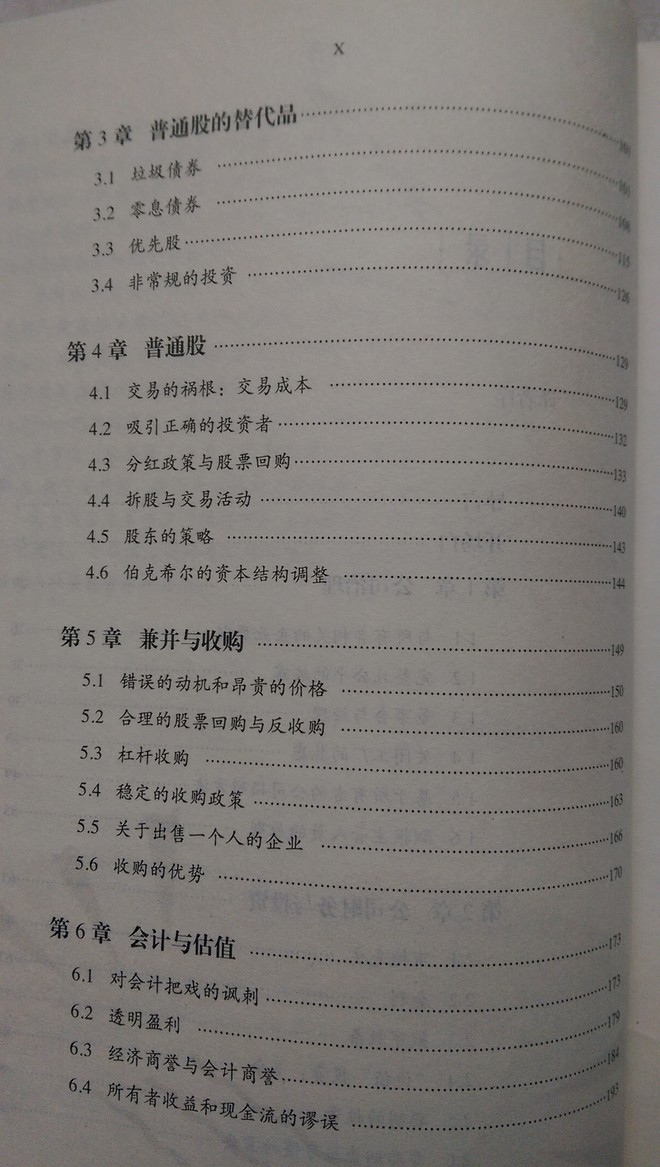 X
第3章 普通股的替代品
3.1 垃圾债券
3.2 零息债券
3.3 优先股 115
3.4 非常规的投资 126
第4章 普通股 129
4.1 交易的祸根：交易成本 129
4.2 吸引正确的投资者 132
4.3 分红政策与股票回购 133
4.4 拆股与交易活动 140
4.5 股东的策略 143
4.6 伯克希尔的资本结构调整 144
第5章 兼并与收购 149
5.1 错误的动机和昂贵的价格 150
5.2 合理的股票回购与反收购 160
5.3 杠杆收购 160
5.4 稳定的收购政策 163
5.5 关于出售一个人的企业 166
5.6 收购的优势 170
第6章 会计与估值 173
6.1 对会计把戏的讽刺 173
6.2 透明盈利 179
6.3 经济商誉与会计商誉 184
6.4 所有者收益和现金流的谬误 193